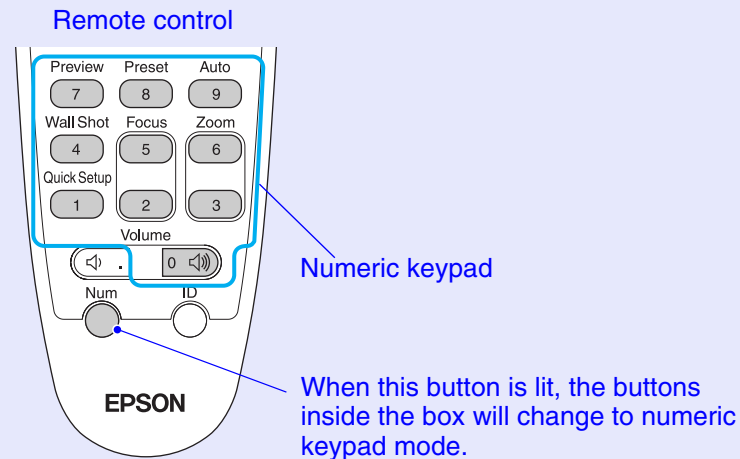 Remote control
Preview Preset Auto
7 8 9
Wall Shot Focus Zoom
4 5 6
Quick Setup
1 2 3
Volume
. 0
Numeric keypad
Num ID
When this button is lit, the buttons
inside the box will change to numeric
keypad mode.
EPSON